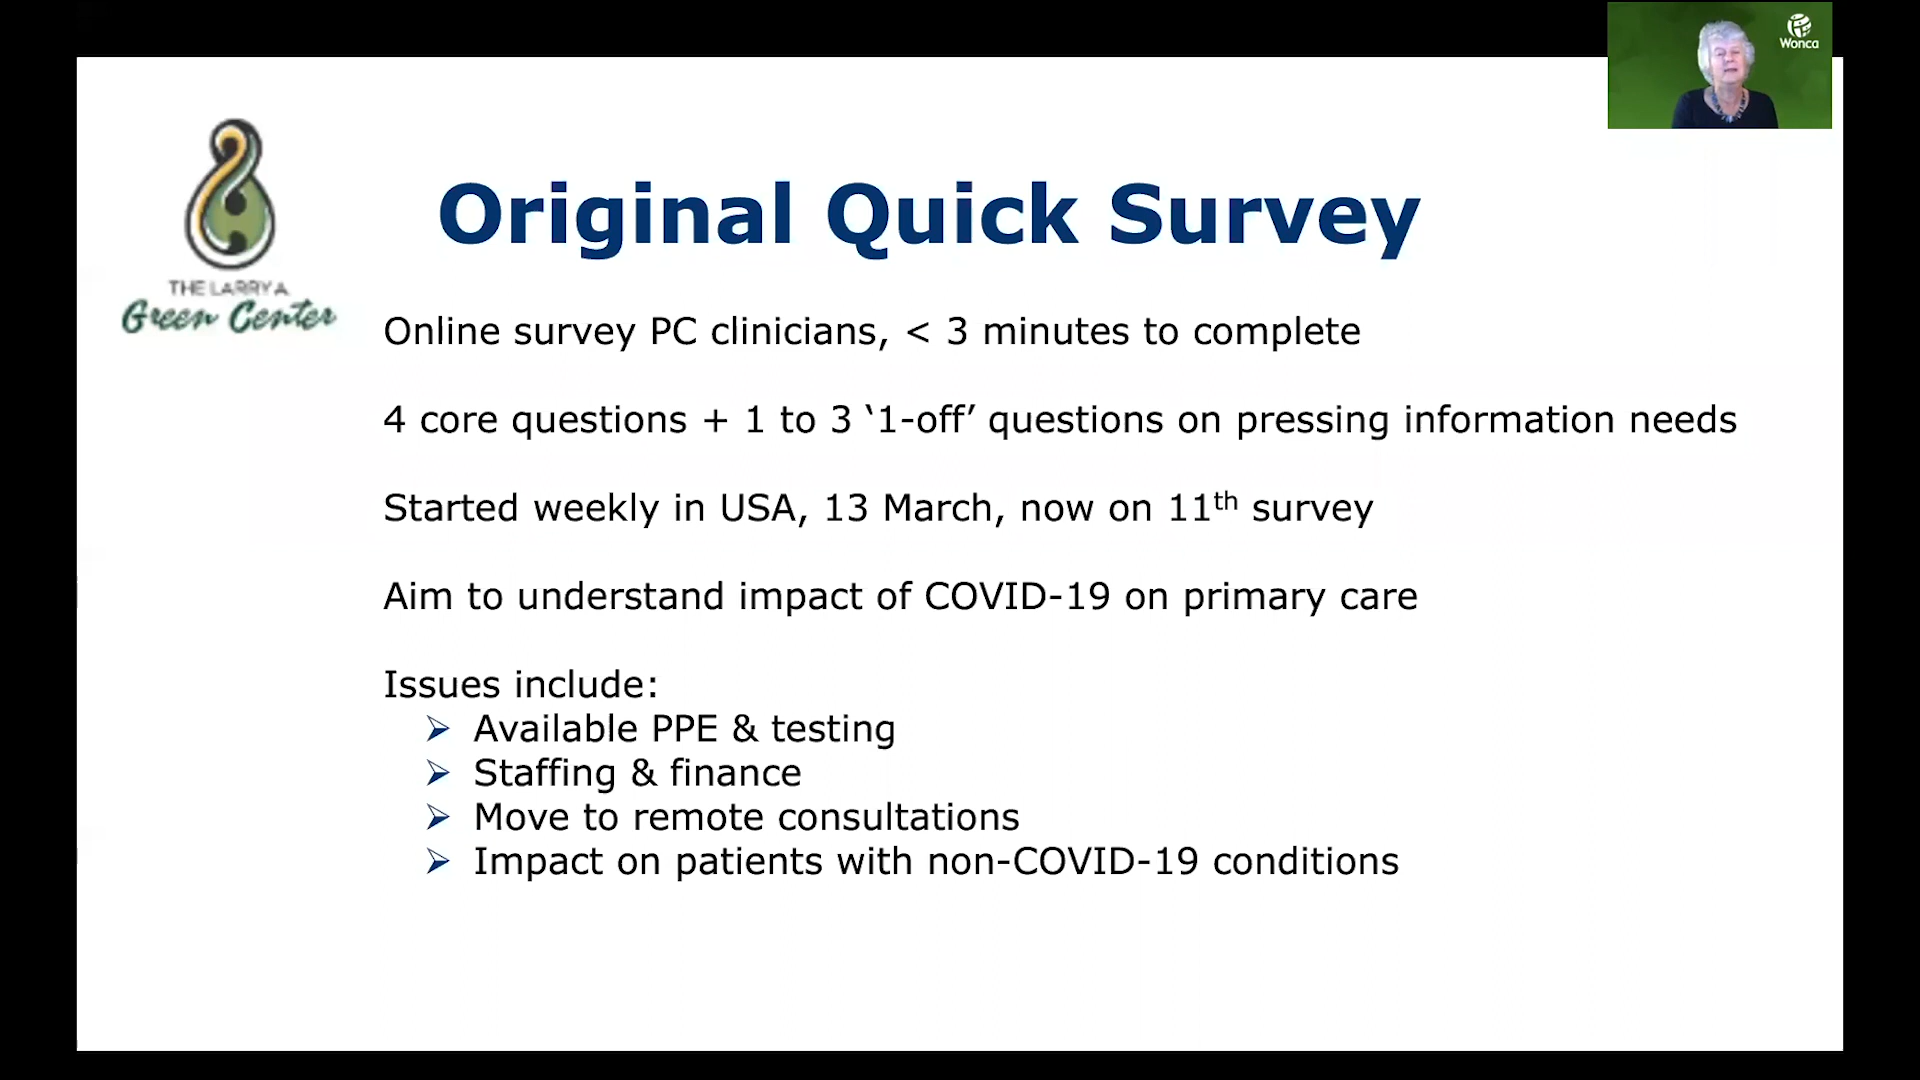 Wonca
THE LARRY A.
Green Center
Original Quick Survey
Online survey PC clinicians, < 3 minutes to complete
4 core questions + 1 to 3 ‘1-off’ questions on pressing information needs
Started weekly in USA, 13 March, now on 11th survey
Aim to understand impact of COVID-19 on primary care
Issues include:
➢ Available PPE & testing
➢ Staffing & finance
➢ Move to remote consultations
➢ Impact on patients with non-COVID-19 conditions